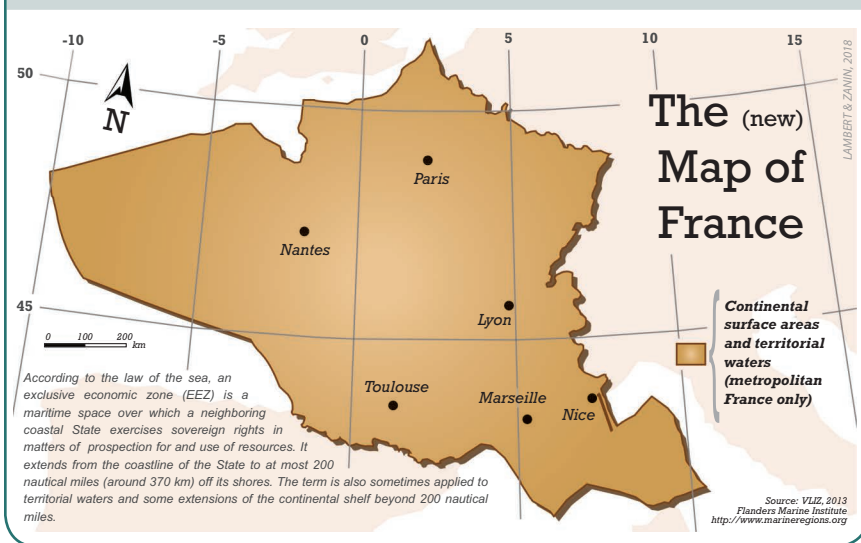 -10 -5 0 5 10 15
50
45
N
The (new)
Map of
France
LAMBERT & ZANIN, 2018
Paris
Nantes
Lyon
Toulouse
Marseille
Nice
0 100 200
km
Continental
surface areas
and territorial
waters
(metropolitan
France only)
According to the law of the sea, an
exclusive economic zone (EEZ) is a
maritime space over which a neighboring
coastal State exercises sovereign rights in
matters of prospection for and use of resources. It
extends from the coastline of the State to at most 200
nautical miles (around 370 km) off its shores. The term is also sometimes applied to
territorial waters and some extensions of the continental shelf beyond 200 nautical
miles.
Source: VLIZ, 2013
Flanders Marine Institute
http://www.marineregions.org